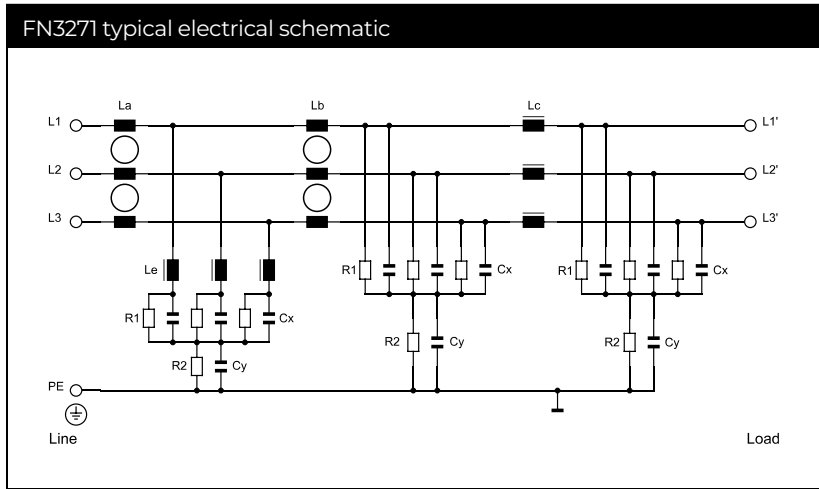 FN3271 typical electrical schematic
La Lb Lc
L1 L1'
L2 L2'
L3 L3'
Le
R1 Cx R1 Cx
R1 Cx
R2 Cy R2 Cy
R2 Cy
PE
Line Load